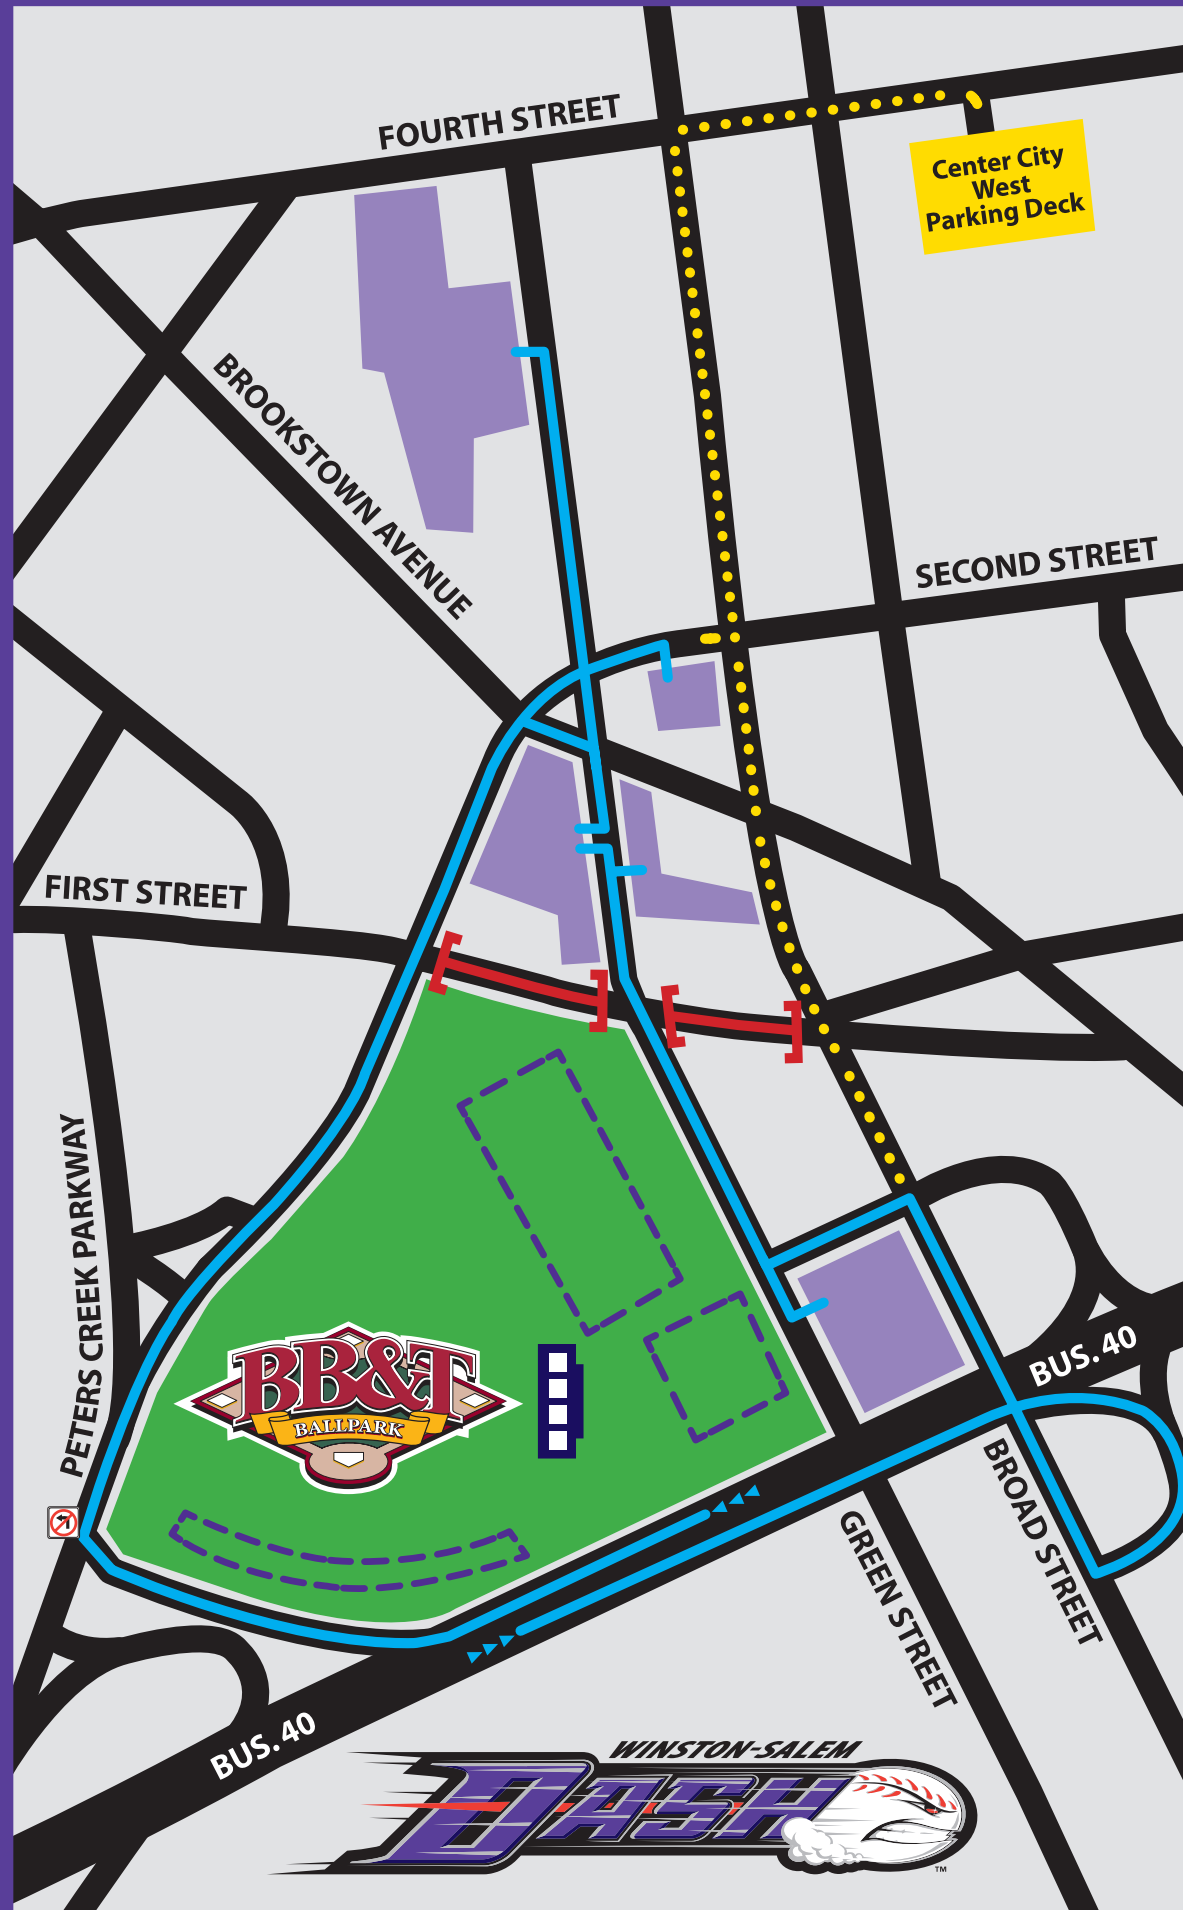 FOURTH STREET
Center City
West
Parking Deck
BROOKSTOWN AVENUE
SECOND STREET
FIRST STREET
PETERS CREEK PARKWAY
BB&T
BALLPARK
BUS. 40
BROAD STREET
GREEN STREET
BUS. 40
WINSTON-SALEM
DASH
™